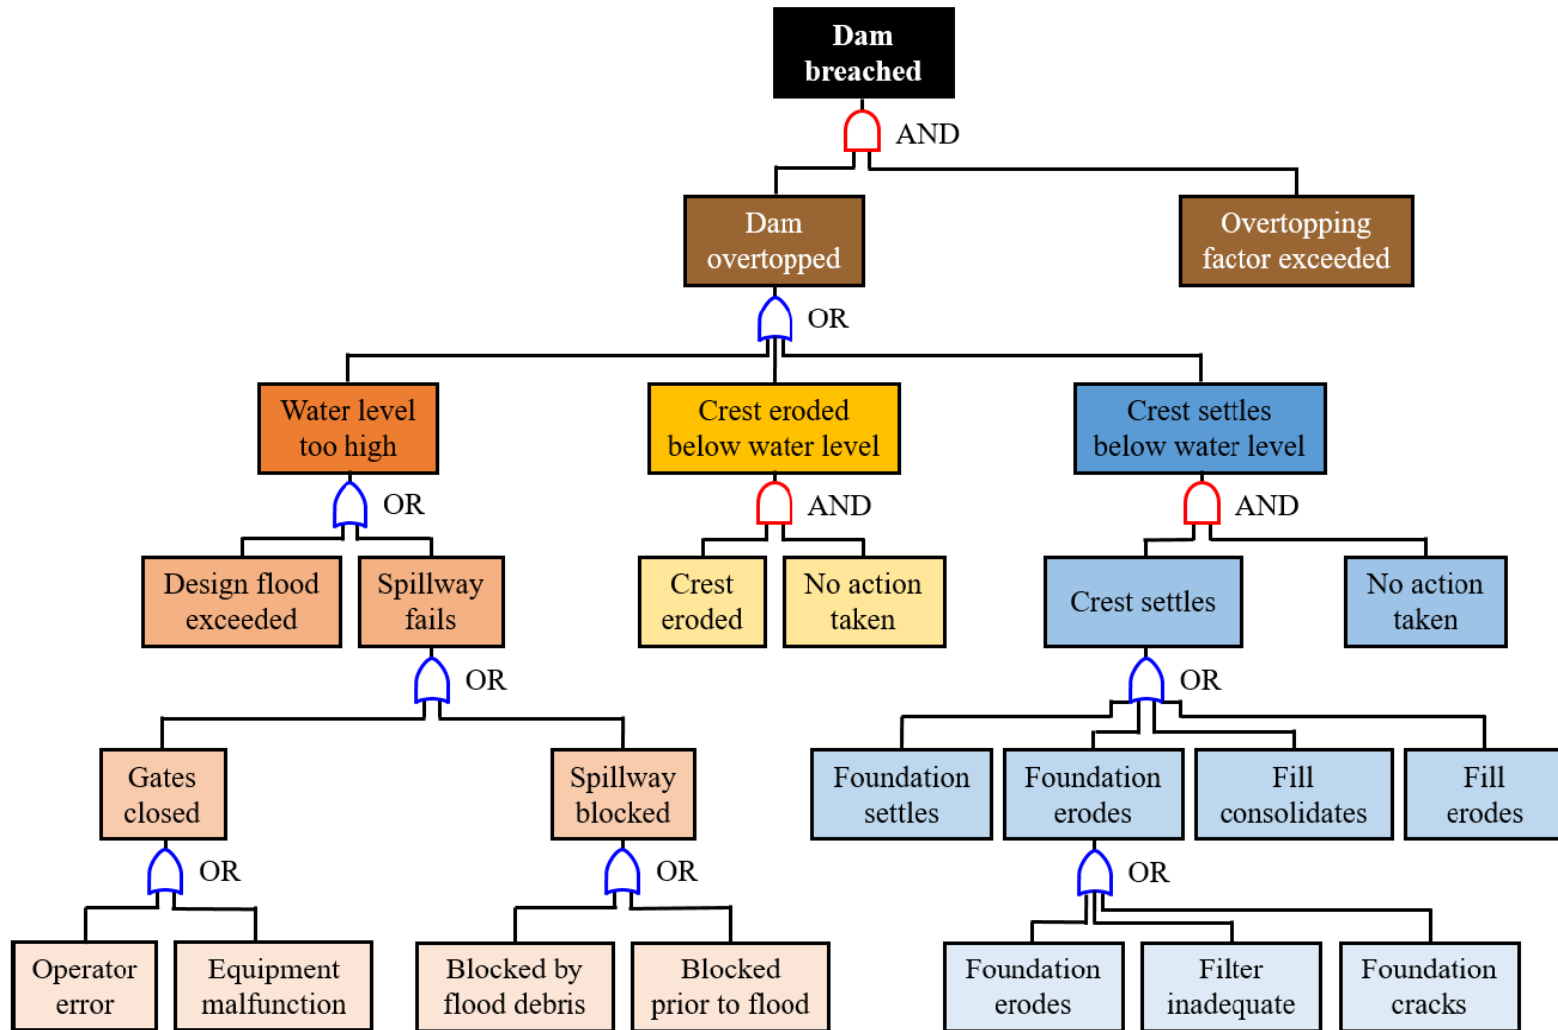 Dam
breached
AND
Dam
overtopped
Overtopping
factor exceeded
OR
Water level
too high
Crest eroded
below water level
Crest settles
below water level
OR
AND
AND
Design flood
exceeded
Spillway
fails
Crest
eroded
No action
taken
Crest settles
No action
taken
OR
OR
Gates
closed
Spillway
blocked
Foundation
settles
Foundation
erodes
Fill
consolidates
Fill
erodes
OR
OR
OR
Operator
error
Equipment
malfunction
Blocked by
flood debris
Blocked
prior to flood
Foundation
erodes
Filter
inadequate
Foundation
cracks